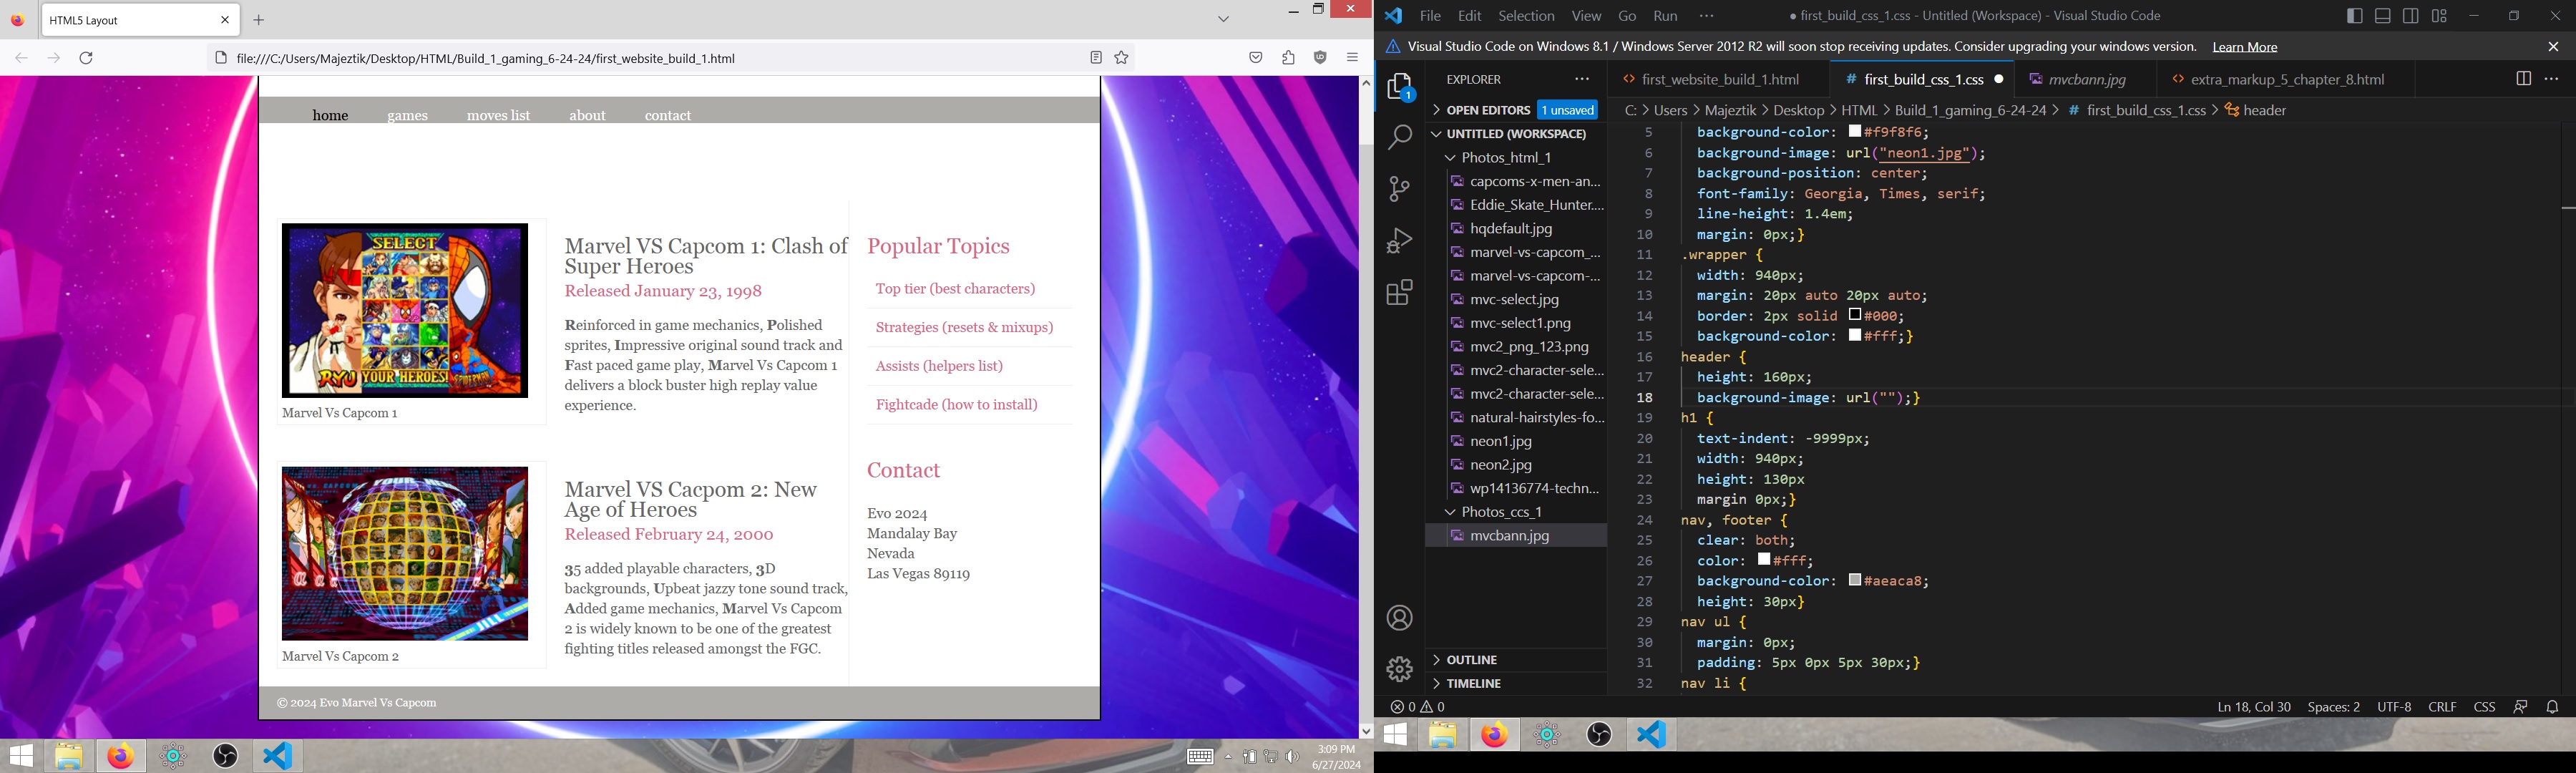 HTML5 Layout
file:///C:/Users/Majeztik/Desktop/HTML/Build_1_gaming_6-24-24/first_website_build_1.html
home games moves list about contact
SELECT
RYU YOUR HEROES! SPIDERMAN
Marvel Vs Capcom 1
Marvel VS Capcom 1: Clash of
Super Heroes
Released January 23, 1998
Reinforced in game mechanics, Polished
sprites, Impressive original sound track and
Fast paced game play, Marvel Vs Capcom 1
delivers a block buster high replay value
experience.
Popular Topics
Top tier (best characters)
Strategies (resets & mixups)
Assists (helpers list)
Fightcade (how to install)
Marvel Vs Capcom 2
Marvel VS Cacpom 2: New
Age of Heroes
Released February 24, 2000
35 added playable characters, 3D
backgrounds, Upbeat jazzy tone sound track,
Added game mechanics, Marvel Vs Capcom
2 is widely known to be one of the greatest
fighting titles released amongst the FGC.
Contact
Evo 2024
Mandalay Bay
Nevada
Las Vegas 89119
© 2024 Evo Marvel Vs Capcom
3:09 PM
6/27/2024
File Edit Selection View Go Run ··· ● first_build_css_1.css - Untitled (Workspace) - Visual Studio Code
Visual Studio Code on Windows 8.1 / Windows Server 2012 R2 will soon stop receiving updates. Consider upgrading your windows version. Learn More
1
EXPLORER ···
OPEN EDITORS 1 unsaved
UNTITLED (WORKSPACE)
Photos_html_1
capcoms-x-men-an...
Eddie_Skate_Hunter....
hqdefault.jpg
marvel-vs-capcom_...
marvel-vs-capcom-...
mvc-select.jpg
mvc-select1.png
mvc2_png_123.png
mvc2-character-sele...
mvc2-character-sele...
natural-hairstyles-fo...
neon1.jpg
neon2.jpg
wp14136774-techn...
Photos_ccs_1
mvcbann.jpg
OUTLINE
TIMELINE
first_website_build_1.html # first_build_css_1.css ● mvcbann.jpg extra_markup_5_chapter_8.html
C: > Users > Majeztik > Desktop > HTML > Build_1_gaming_6-24-24 > # first_build_css_1.css > header
5 background-color: #f9f8f6;
6 background-image: url("neon1.jpg");
7 background-position: center;
8 font-family: Georgia, Times, serif;
9 line-height: 1.4em;
10 margin: 0px;}
11 .wrapper {
12 width: 940px;
13 margin: 20px auto 20px auto;
14 border: 2px solid #000;
15 background-color: #fff;}
16 header {
17 height: 160px;
18 background-image: url("");}
19 h1 {
20 text-indent: -9999px;
21 width: 940px;
22 height: 130px
23 margin 0px;}
24 nav, footer {
25 clear: both;
26 color: #fff;
27 background-color: #aeaca8;
28 height: 30px}
29 nav ul {
30 margin: 0px;
31 padding: 5px 0px 5px 30px;}
32 nav li {
0 0 Ln 18, Col 30 Spaces: 2 UTF-8 CRLF CSS